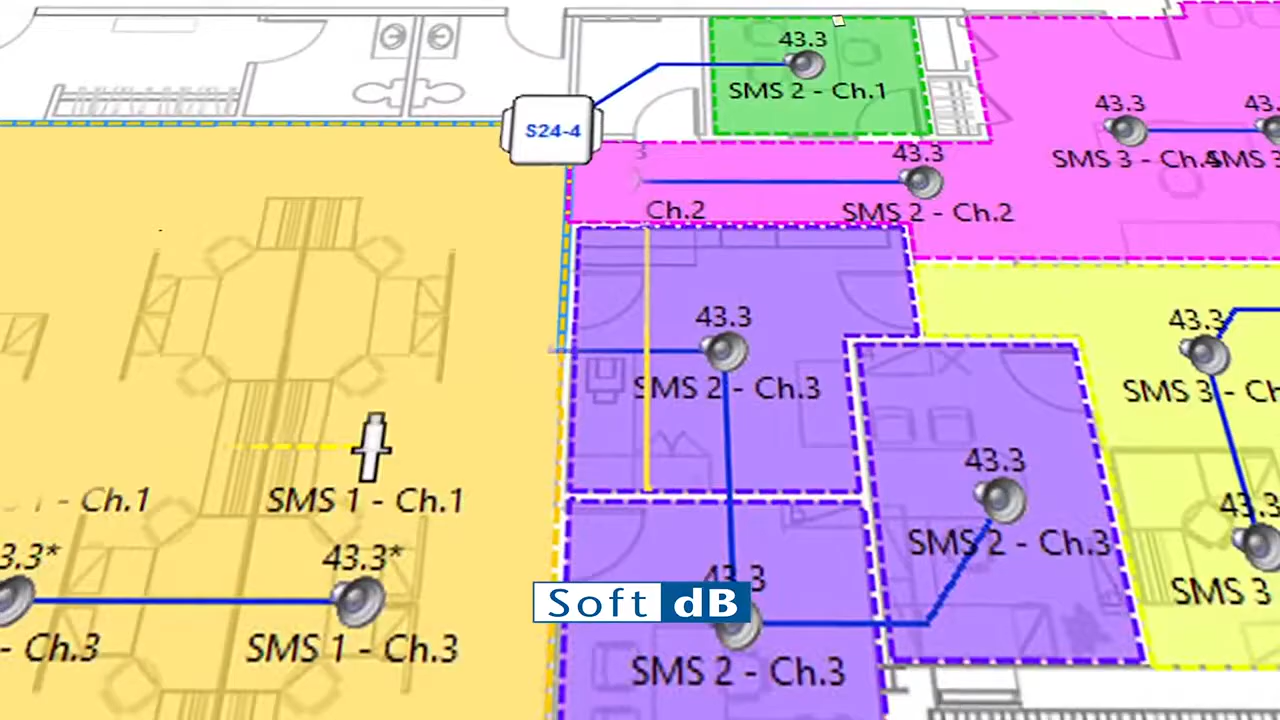 43.3
SMS 2 - Ch.1
S24-4
43.3
SMS 3 - Ch.4
43.
SMS 3
3
Ch.2
43.3
SMS 2 - Ch.2
43.3
SMS 2 - Ch.3
43.3
SMS 3 - Ch
43.3
SMS 2 - Ch.3
- Ch.1
SMS 1 - Ch.1
43.3
SMS 3
3.3*
- Ch.3
43.3*
SMS 1 - Ch.3
43.3
Soft dB
SMS 2 - Ch.3